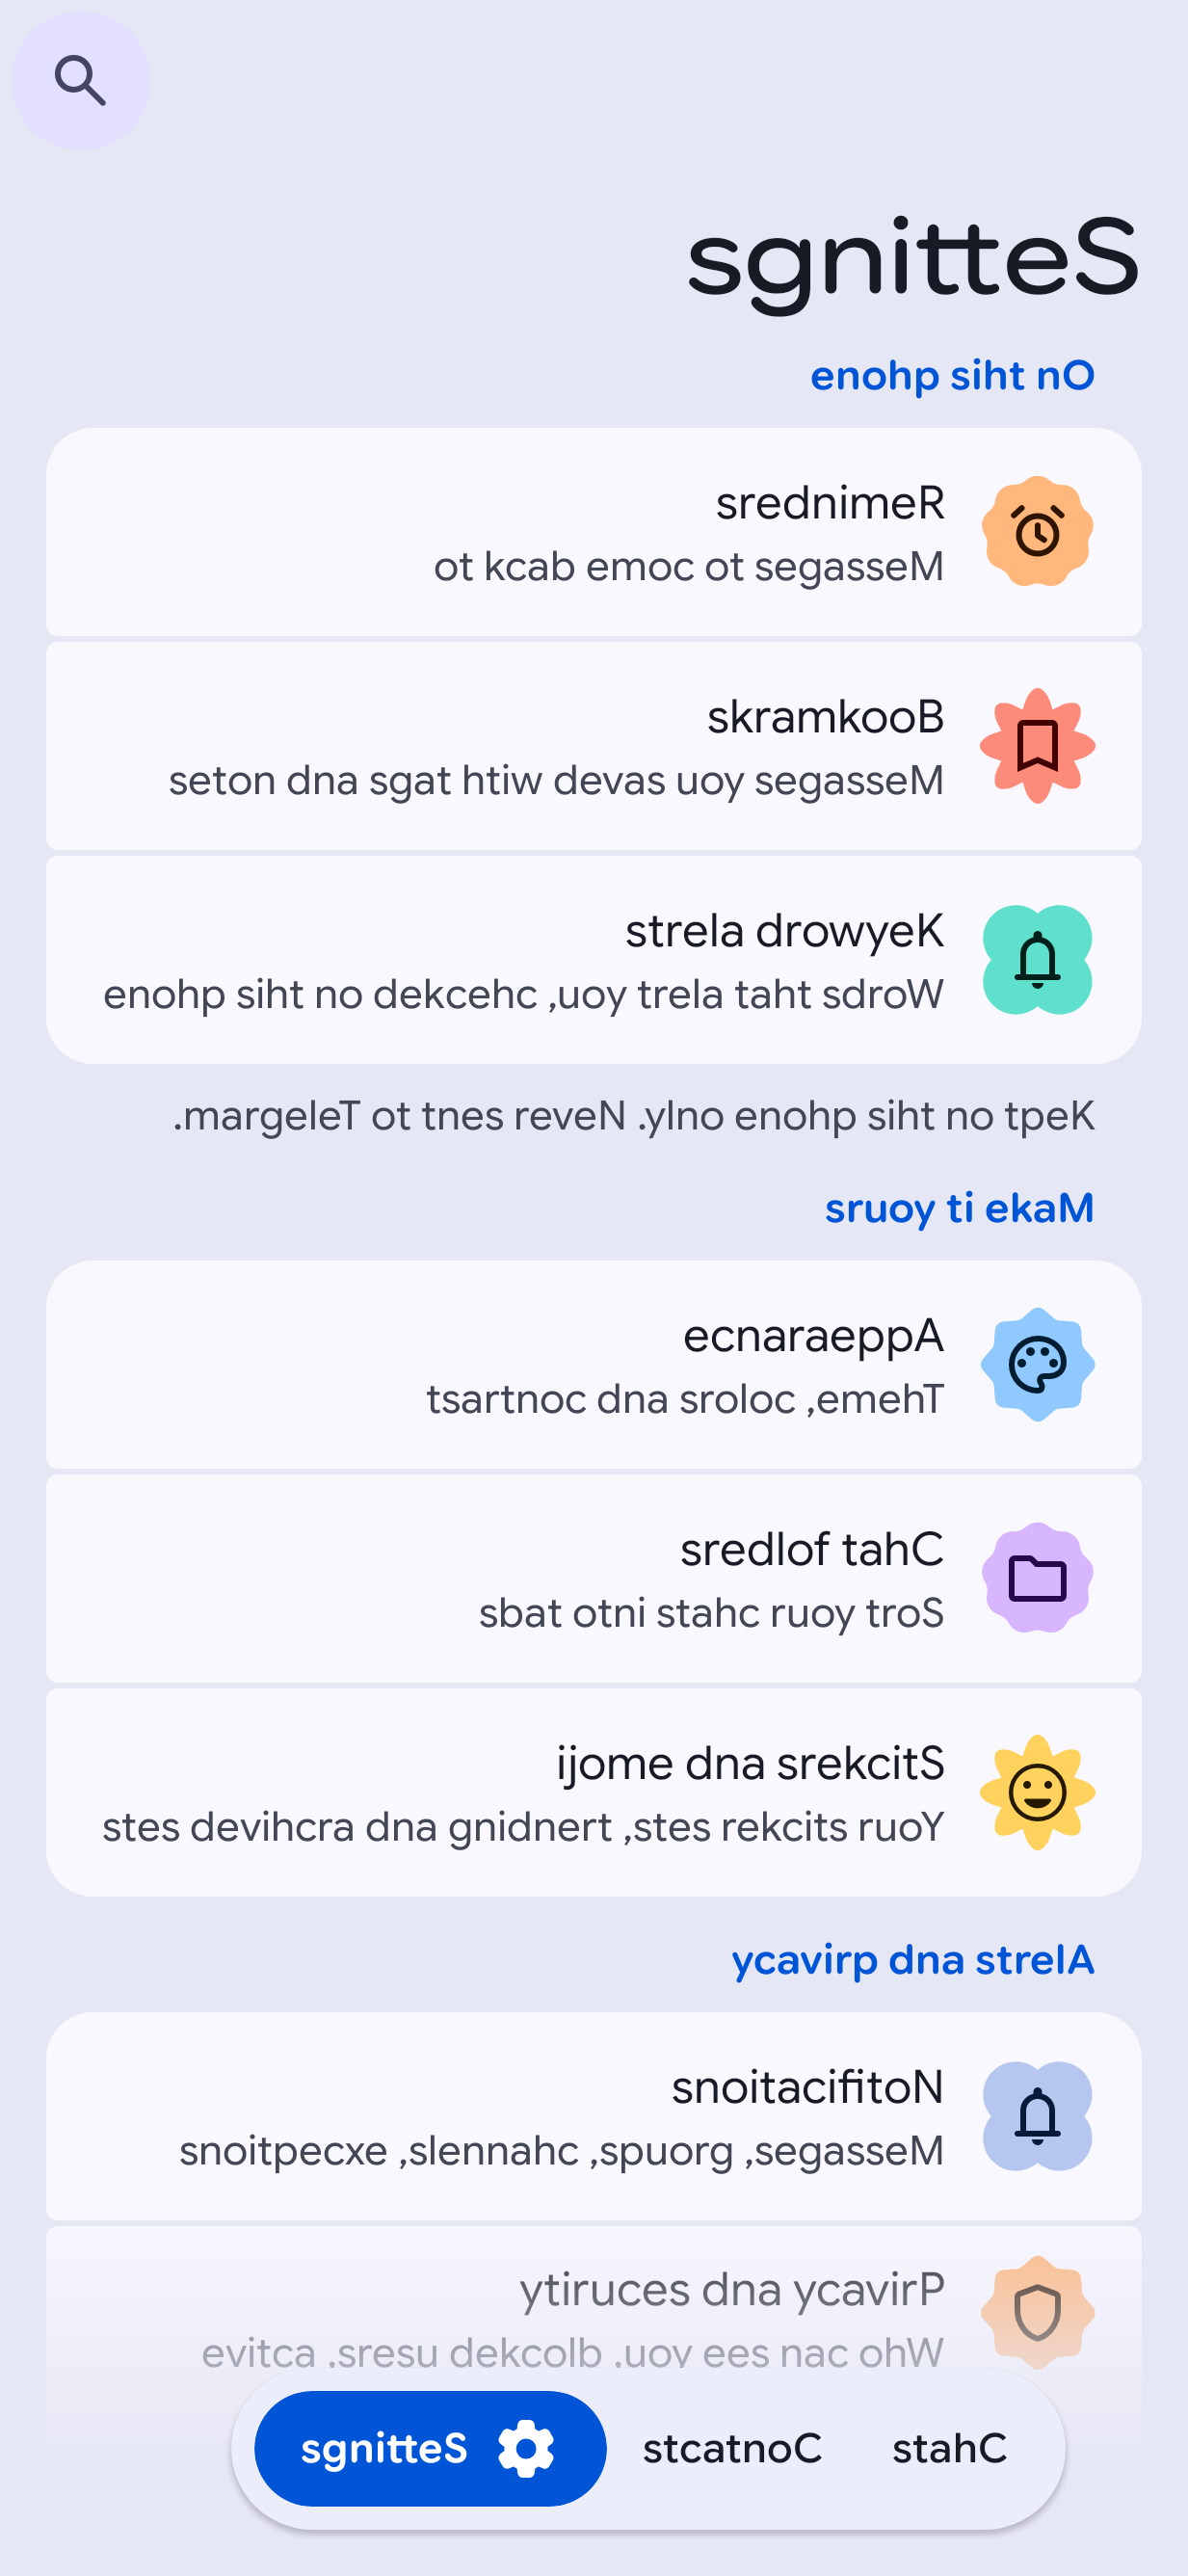 sgnitteS
enohp siht nO
srednimeR
ot kcab emoc ot segasseM
skramkooB
seton dna sgat htiw devas uoy segasseM
strela drowyeK
enohp siht no dekcehc ,uoy trela taht sdroW
.margeleT ot tnes reveN .ylno enohp siht no tpeK
sruoy ti ekaM
ecnaraeppA
tsartnoc dna sroloc ,emehT
sredlof tahC
sbat otni stahc ruoy troS
ijome dna srekcitS
stes devihcra dna gnidnert ,stes rekcits ruoY
ycavirp dna strelA
snoitacifitoN
snoitpecxe ,slennahc ,spuorg ,segasseM
ytiruces dna ycavirP
evitca ,sresu dekcolb ,uoy ees nac ohW
sgnitteS stcatnoC stahC